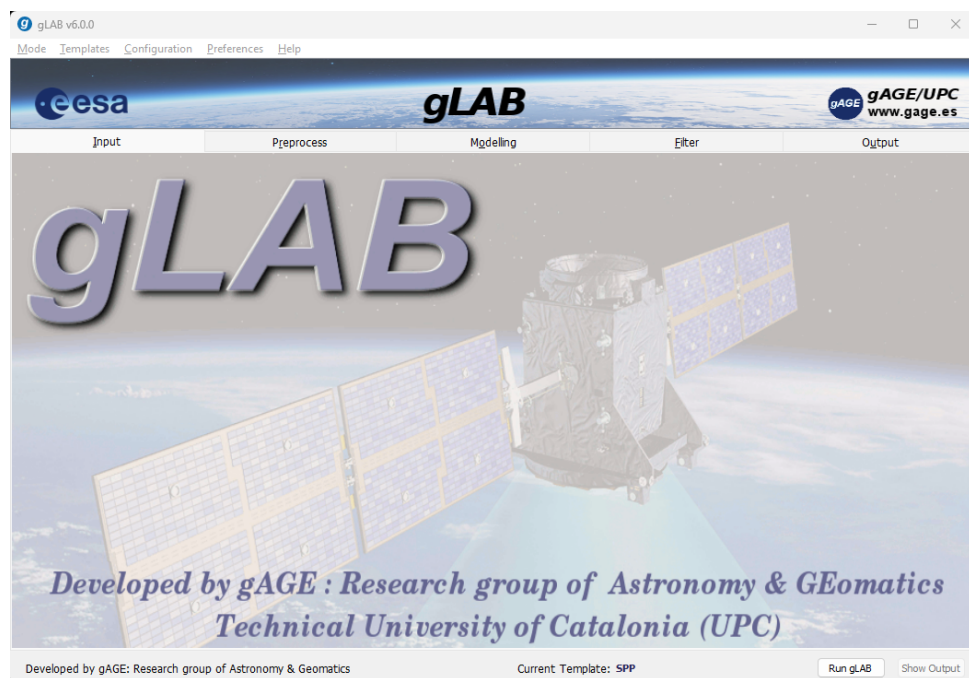 gLAB v6.0.0
Mode Templates Configuration Preferences Help
esa
gLAB
gAGE gAGE/UPC
www.gage.es
Input Preprocess Modelling Filter Output
gLAB
Developed by gAGE : Research group of Astronomy & GEomatics
Technical University of Catalonia (UPC)
Developed by gAGE: Research group of Astronomy & Geomatics Current Template: SPP Run gLAB Show Output